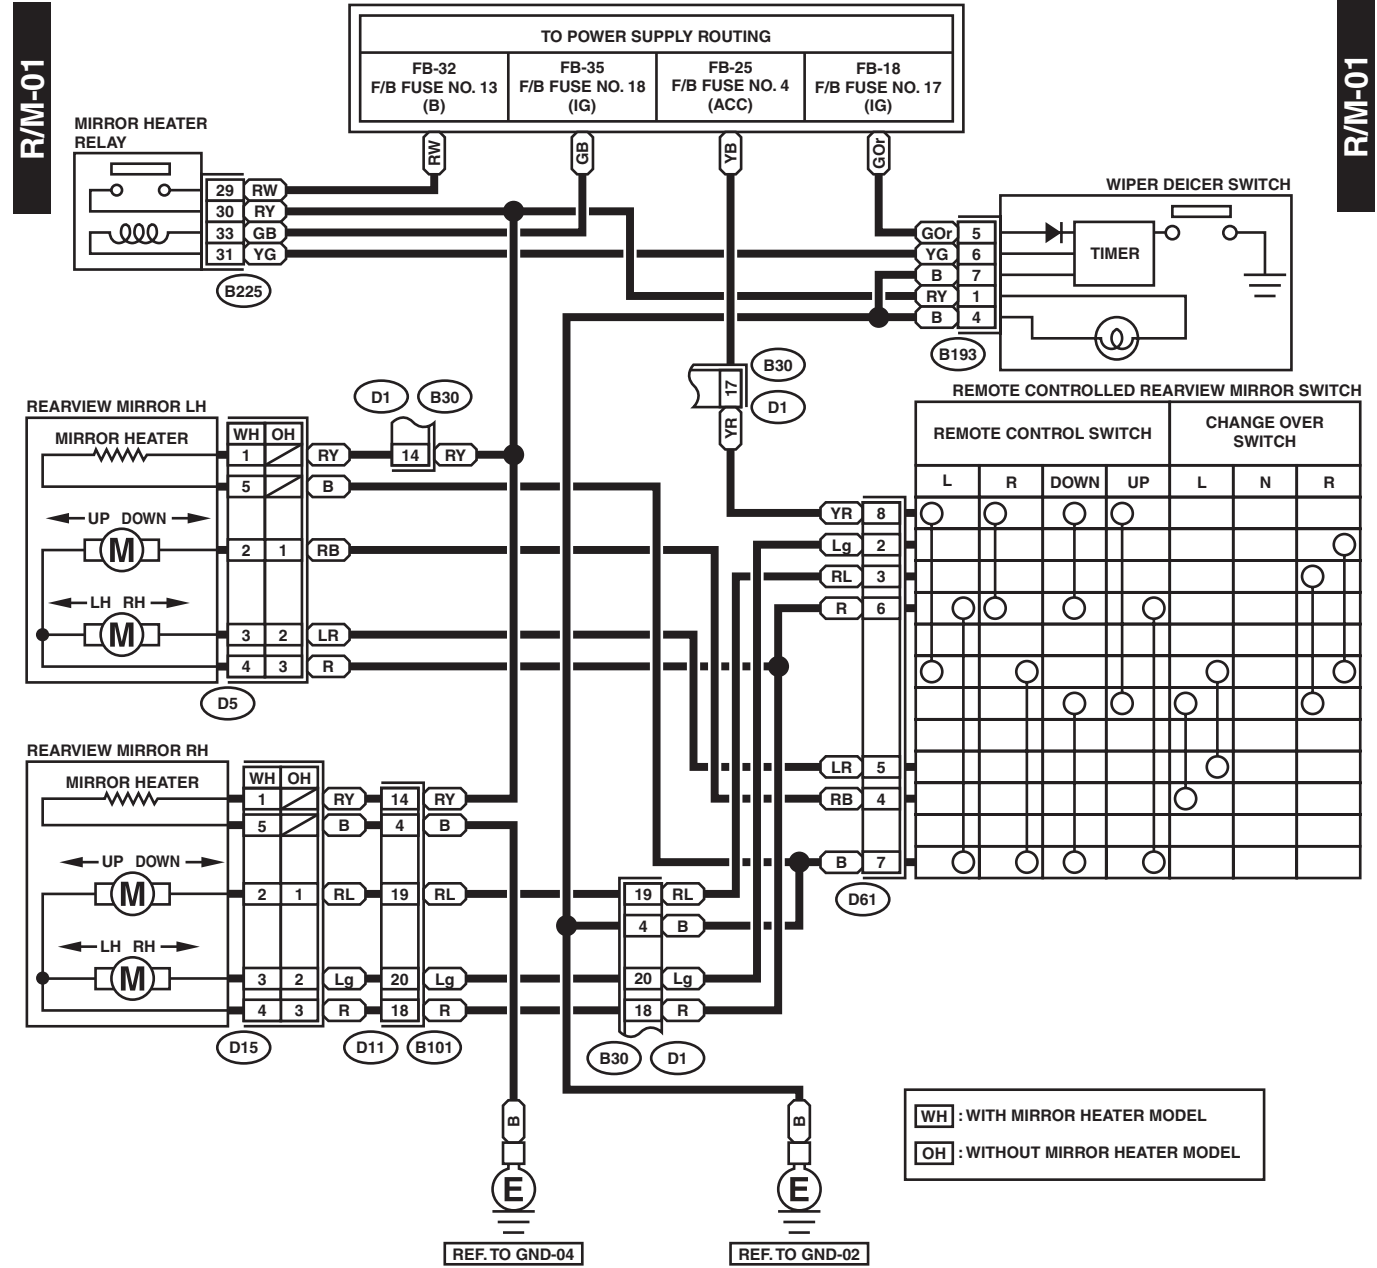 R/M-01
R/M-01
TO POWER SUPPLY ROUTING
FB-32
F/B FUSE NO. 13
(B)
FB-35
F/B FUSE NO. 18
(IG)
FB-25
F/B FUSE NO. 4
(ACC)
FB-18
F/B FUSE NO. 17
(IG)
RW
GB
YB
GOr
MIRROR HEATER
RELAY
29 RW
30 RY
33 GB
31 YG
B225
WIPER DEICER SWITCH
GOr 5
YG 6
B 7
RY 1
B 4
TIMER
B193
B30
17
D1
YR
REARVIEW MIRROR LH
MIRROR HEATER
WH OH
1 RY
5 B
UP DOWN
M
2 1 RB
LH RH
M
3 2 LR
4 3 R
D5
D1 B30
14 RY
REMOTE CONTROLLED REARVIEW MIRROR SWITCH
REMOTE CONTROL SWITCH
CHANGE OVER
SWITCH
L R DOWN UP L N R
YR 8
Lg 2
RL 3
R 6
LR 5
RB 4
B 7
D61
REARVIEW MIRROR RH
MIRROR HEATER
WH OH
1 RY 14 RY
5 B 4 B
UP DOWN
M
2 1 RL 19 RL
LH RH
M
3 2 Lg 20 Lg
4 3 R 18 R
D15 D11 B101
19 RL
4 B
20 Lg
18 R
B30 D1
B
E
REF. TO GND-04
B
E
REF. TO GND-02
WH : WITH MIRROR HEATER MODEL
OH : WITHOUT MIRROR HEATER MODEL